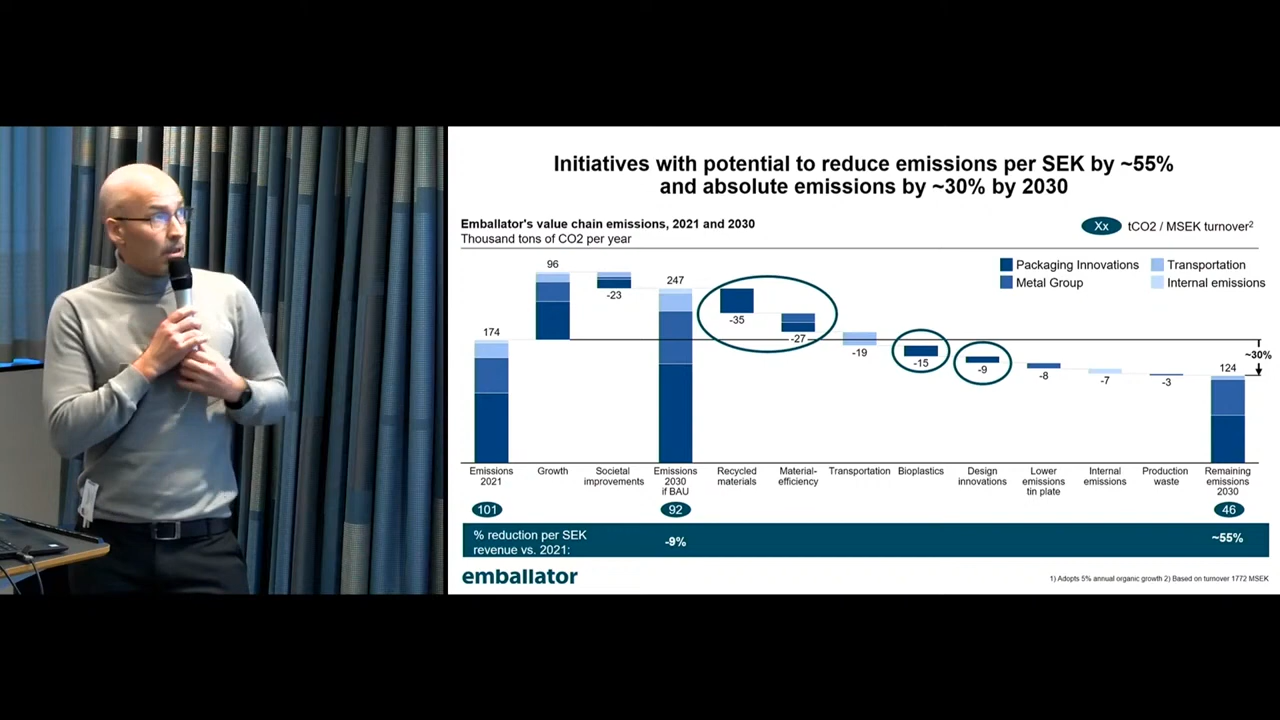 Initiatives with potential to reduce emissions per SEK by ~55%
and absolute emissions by ~30% by 2030
Emballator's value chain emissions, 2021 and 2030
Thousand tons of CO2 per year
Xx
tCO2 / MSEK turnover2
Packaging Innovations
Transportation
Metal Group
Internal emissions
174
96
-23
247
-35
-27
-19
-15
-9
-8
-7
-3
124
~30%
Emissions
2021
Growth
Societal
improvements
Emissions
2030
if BAU
Recycled
materials
Material-
efficiency
Transportation
Bioplastics
Design
innovations
Lower
emissions
tin plate
Internal
emissions
Production
waste
Remaining
emissions
2030
101
92
46
% reduction per SEK
revenue vs. 2021:
-9%
~55%
emballator
1) Adopts 5% annual organic growth 2) Based on turnover 1772 MSEK